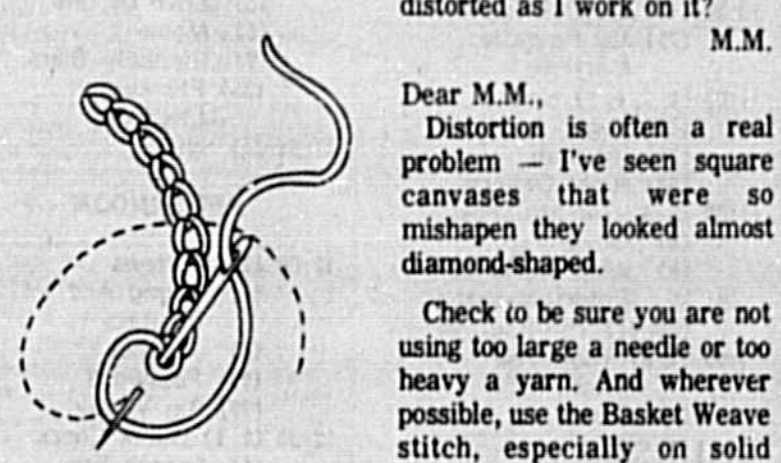 distorted as I work on it?
M.M.
Dear M.M.,
Distortion is often a real
problem — I've seen square
canvases that were so
mishapen they looked almost
diamond-shaped.
Check to be sure you are not
using too large a needle or too
heavy a yarn. And wherever
possible, use the Basket Weave
stitch, especially on solid